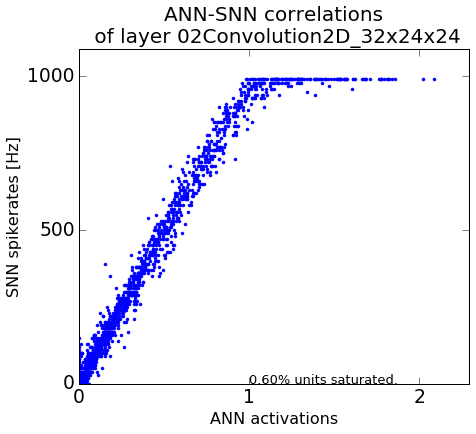 ANN-SNN correlations
of layer 02Convolution2D_32x24x24
1000
500
0
SNN spikerates [Hz]
0.60% units saturated.
0
1
2
ANN activations